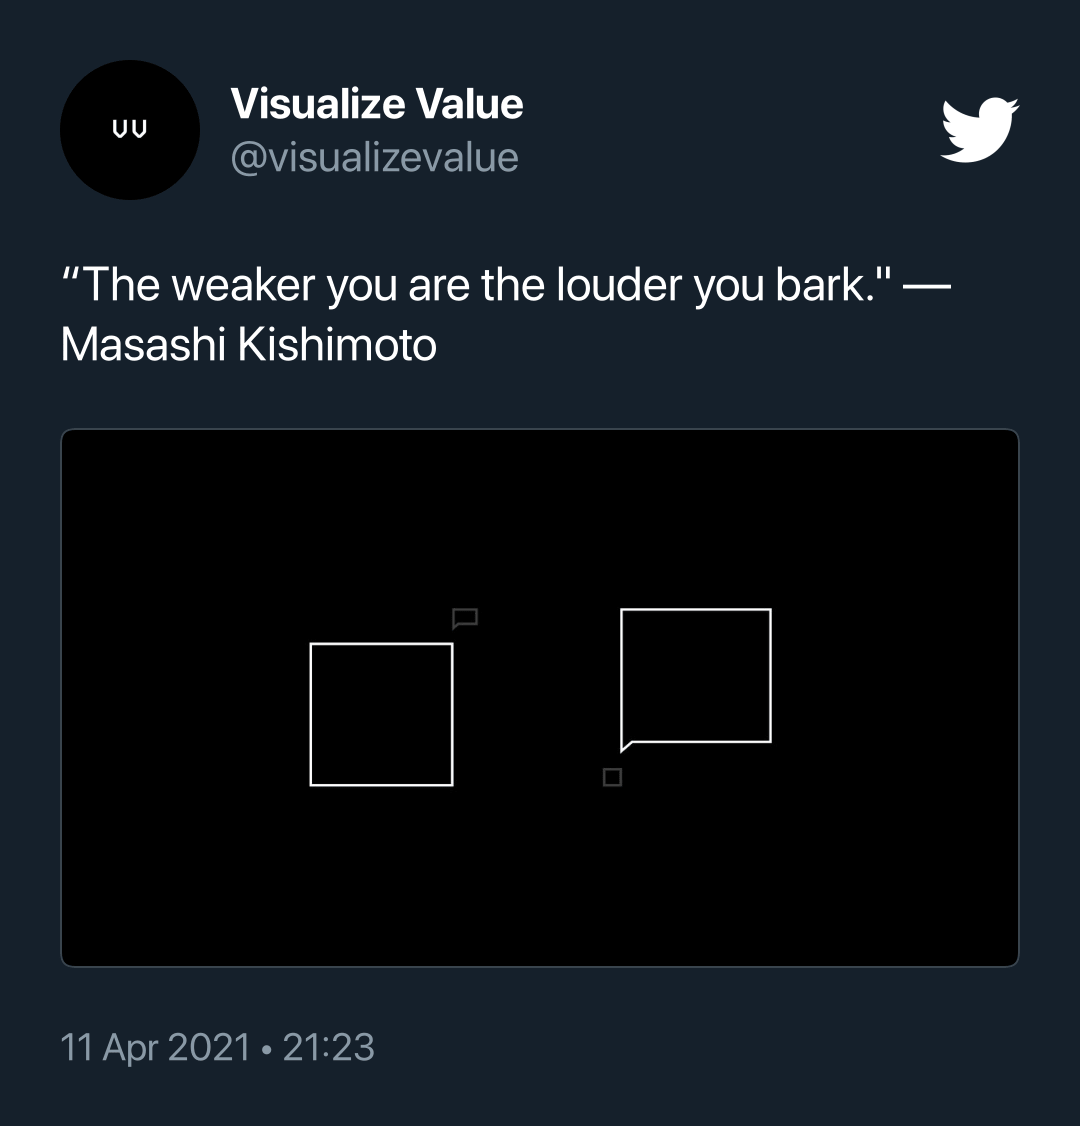 VV
Visualize Value
@visualizevalue
“The weaker you are the louder you bark." —
Masashi Kishimoto
11 Apr 2021 • 21:23